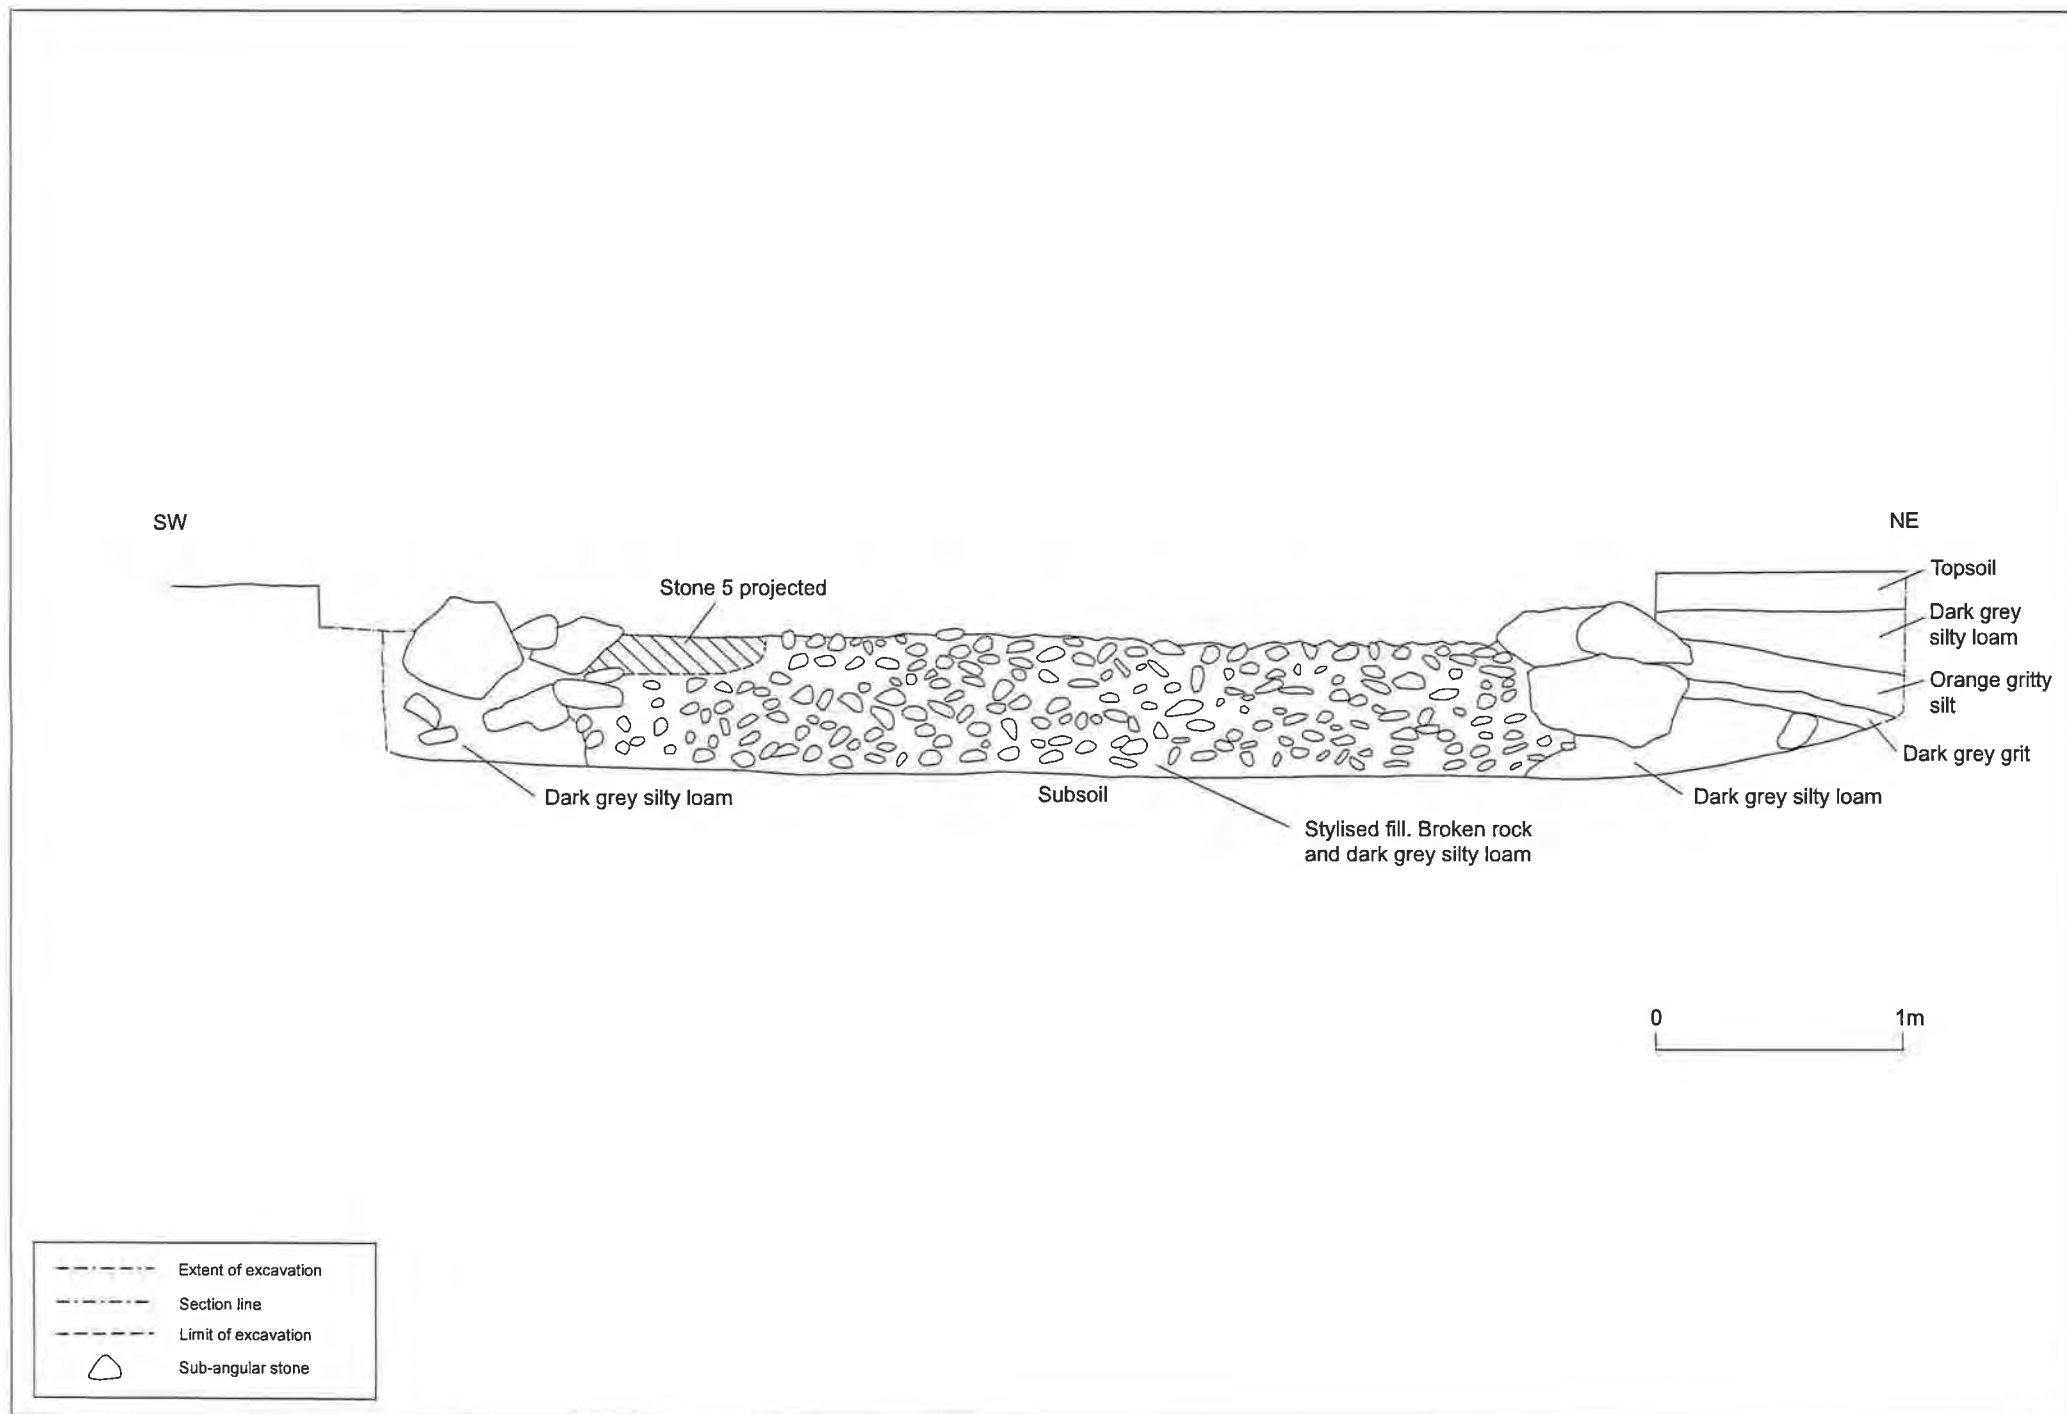 SW
NE
Stone 5 projected
Topsoil
Dark grey
silty loam
Orange gritty
silt
Dark grey grit
Dark grey silty loam
Subsoil
Dark grey silty loam
Stylised fill. Broken rock
and dark grey silty loam
0 1m
Extent of excavation
Section line
Limit of excavation
Sub-angular stone